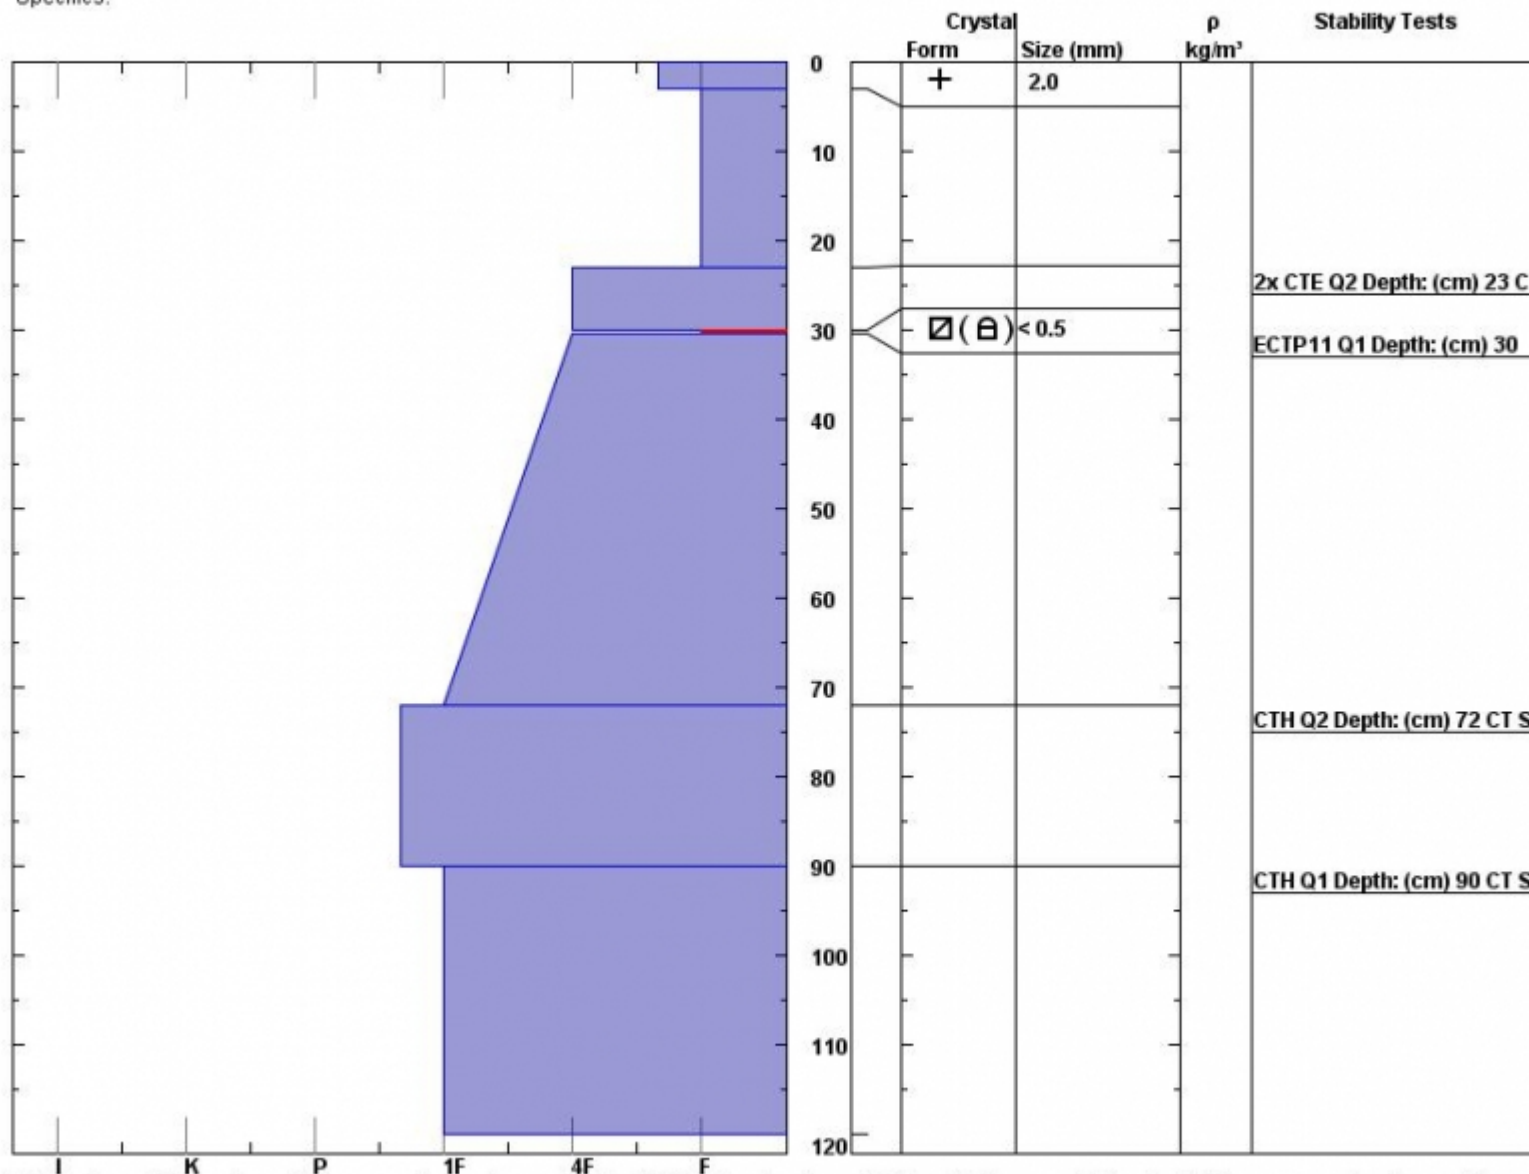 Crystal ρ Stability Tests
Form Size (mm) kg/m³
0
+ 2.0
10
20
2x CTE Q2 Depth: (cm) 23 C
30
( ) < 0.5
ECTP11 Q1 Depth: (cm) 30
40
50
60
70
CTH Q2 Depth: (cm) 72 CT S
80
90
CTH Q1 Depth: (cm) 90 CT S
100
110
120
I K P 1F 4F F